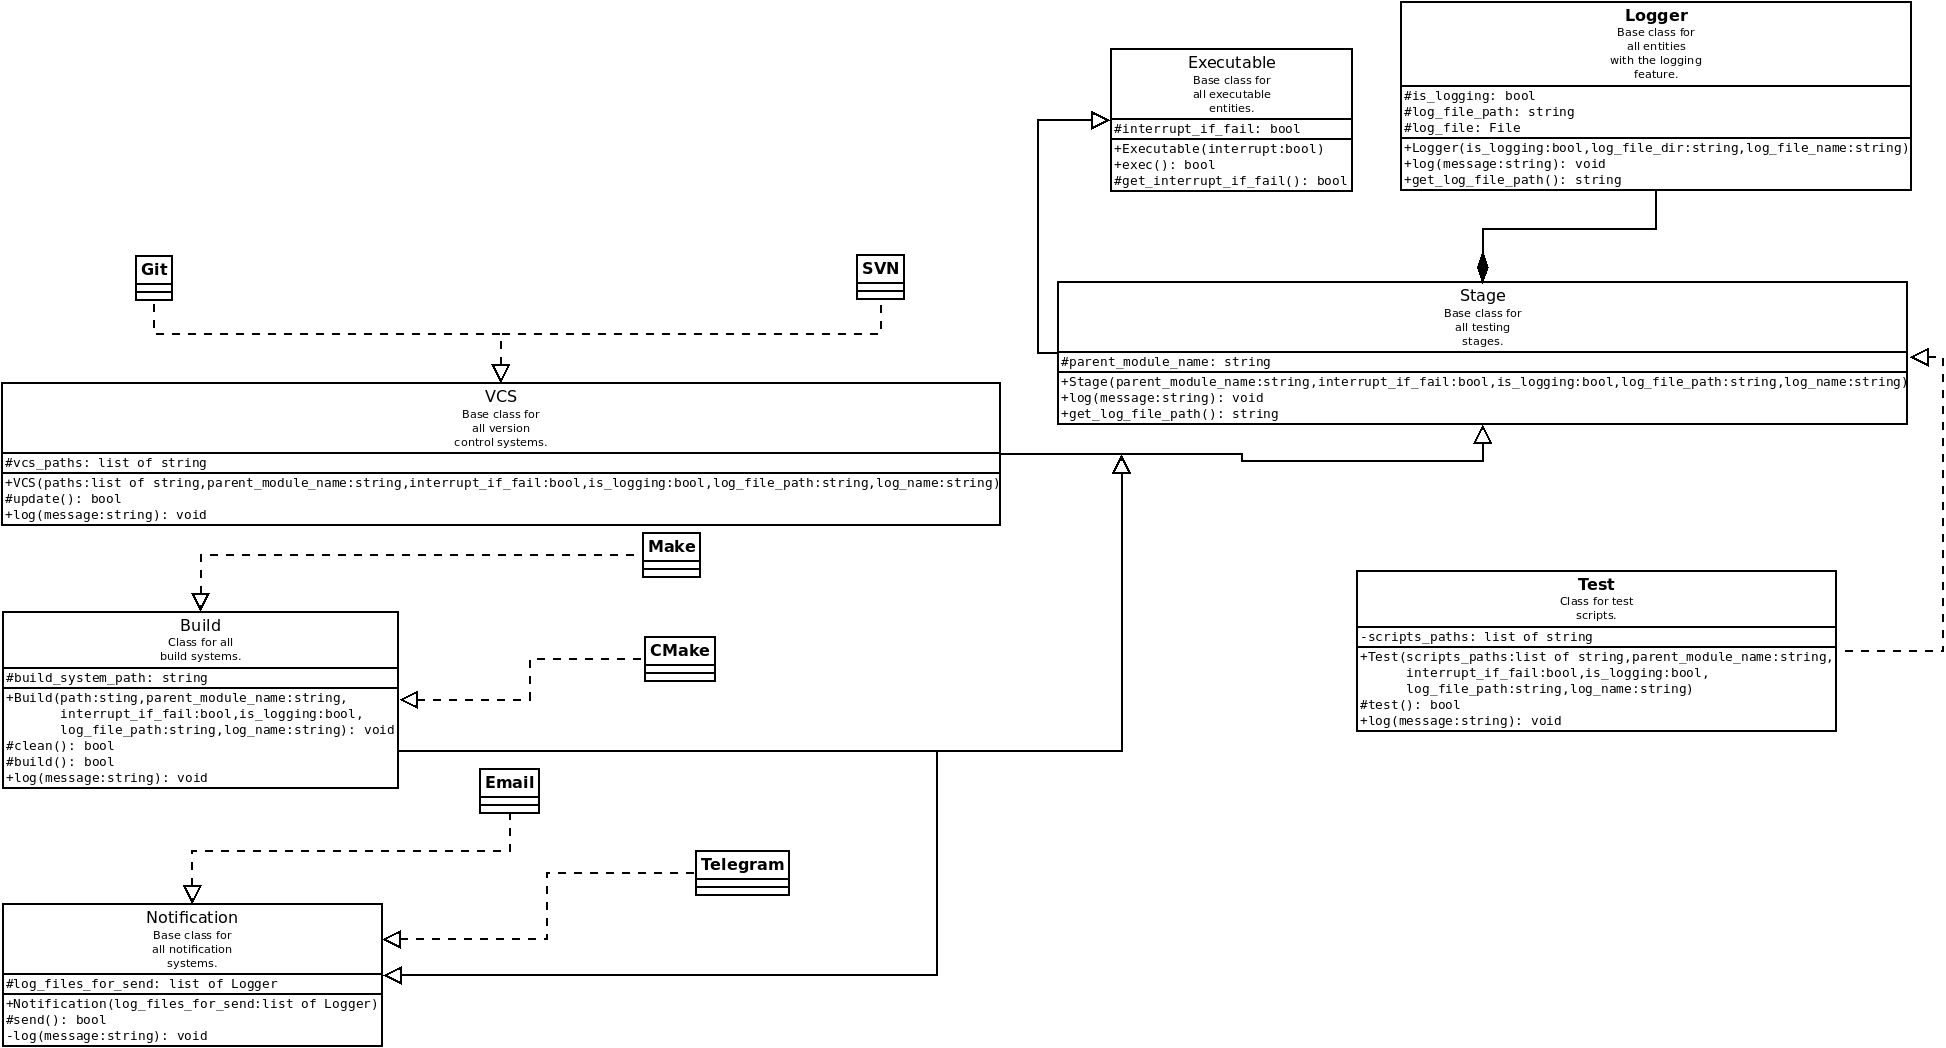 Logger
Base class for
all entities
with the logging
feature.
#is_logging: bool
#log_file_path: string
#log_file: File
+Logger(is_logging:bool,log_file_dir:string,log_file_name:string)
+log(message:string): void
+get_log_file_path(): string
Executable
Base class for
all executable
entities.
#interrupt_if_fail: bool
+Executable(interrupt:bool)
+exec(): bool
#get_interrupt_if_fail(): bool
Git
SVN
Stage
Base class for
all testing
stages.
#parent_module_name: string
+Stage(parent_module_name:string,interrupt_if_fail:bool,is_logging:bool,log_file_path:string,log_name:string)
+log(message:string): void
+get_log_file_path(): string
VCS
Base class for
all version
control systems.
#vcs_paths: list of string
+VCS(paths:list of string,parent_module_name:string,interrupt_if_fail:bool,is_logging:bool,log_file_path:string,log_name:string)
#update(): bool
+log(message:string): void
Make
Build
Class for all
build systems.
#build_system_path: string
+Build(path:sting,parent_module_name:string,
interrupt_if_fail:bool,is_logging:bool,
log_file_path:string,log_name:string): void
#clean(): bool
#build(): bool
+log(message:string): void
CMake
Test
Class for test
scripts.
-scripts_paths: list of string
+Test(scripts_paths:list of string,parent_module_name:string,
interrupt_if_fail:bool,is_logging:bool,
log_file_path:string,log_name:string)
#test(): bool
+log(message:string): void
Email
Telegram
Notification
Base class for
all notification
systems.
#log_files_for_send: list of Logger
+Notification(log_files_for_send:list of Logger)
#send(): bool
-log(message:string): void